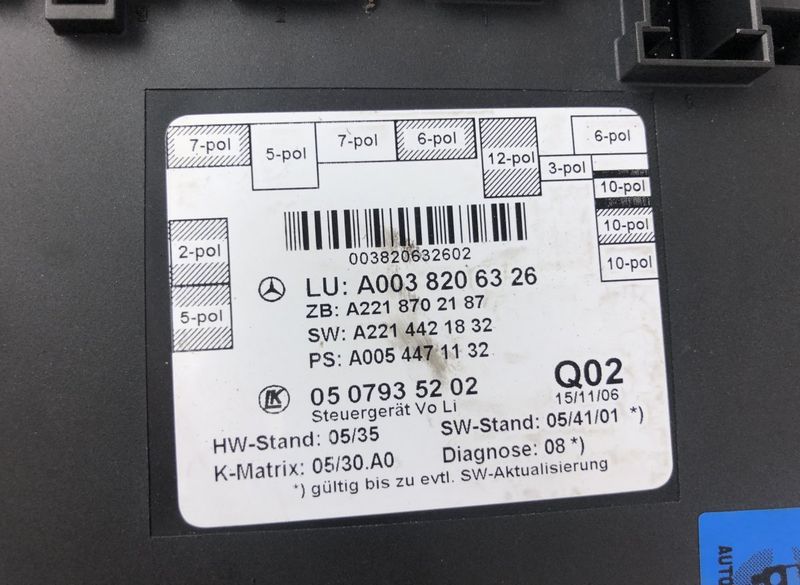 7-pol
5-pol
7-pol
6-pol
12-pol
3-pol
6-pol
10-pol
10-pol
10-pol
2-pol
5-pol
003820632602
LU: A003 820 63 26
ZB: A221 870 21 87
SW: A221 442 18 32
PS: A005 447 11 32
LK 05 0793 52 02
Q02
Steuergerät Vo Li
15/11/06
HW-Stand: 05/35
SW-Stand: 05/41/01 *)
K-Matrix: 05/30.A0
Diagnose: 08 *)
*) gültig bis zu evtl. SW-Aktualisierung
AUTO